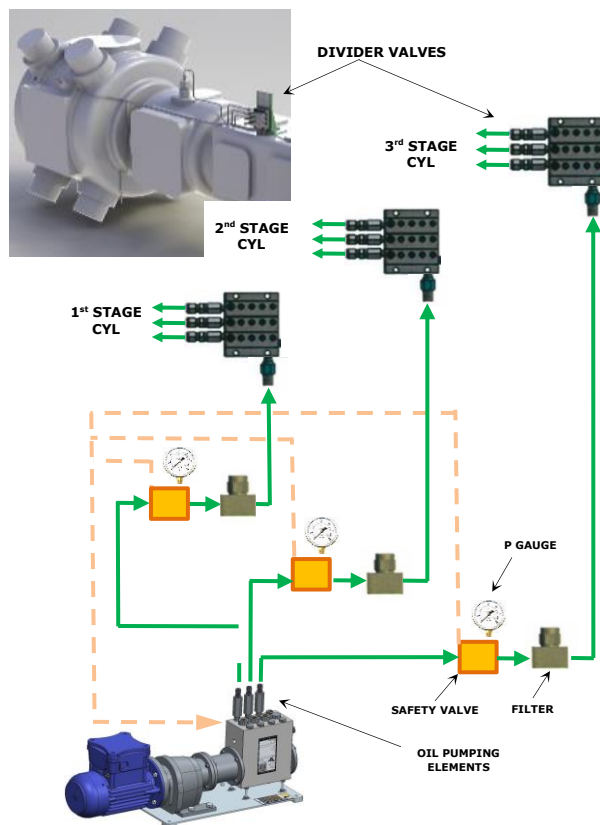 DIVIDER VALVES
3rd STAGE
CYL
2nd STAGE
CYL
1st STAGE
CYL
P GAUGE
SAFETY VALVE
FILTER
OIL PUMPING
ELEMENTS